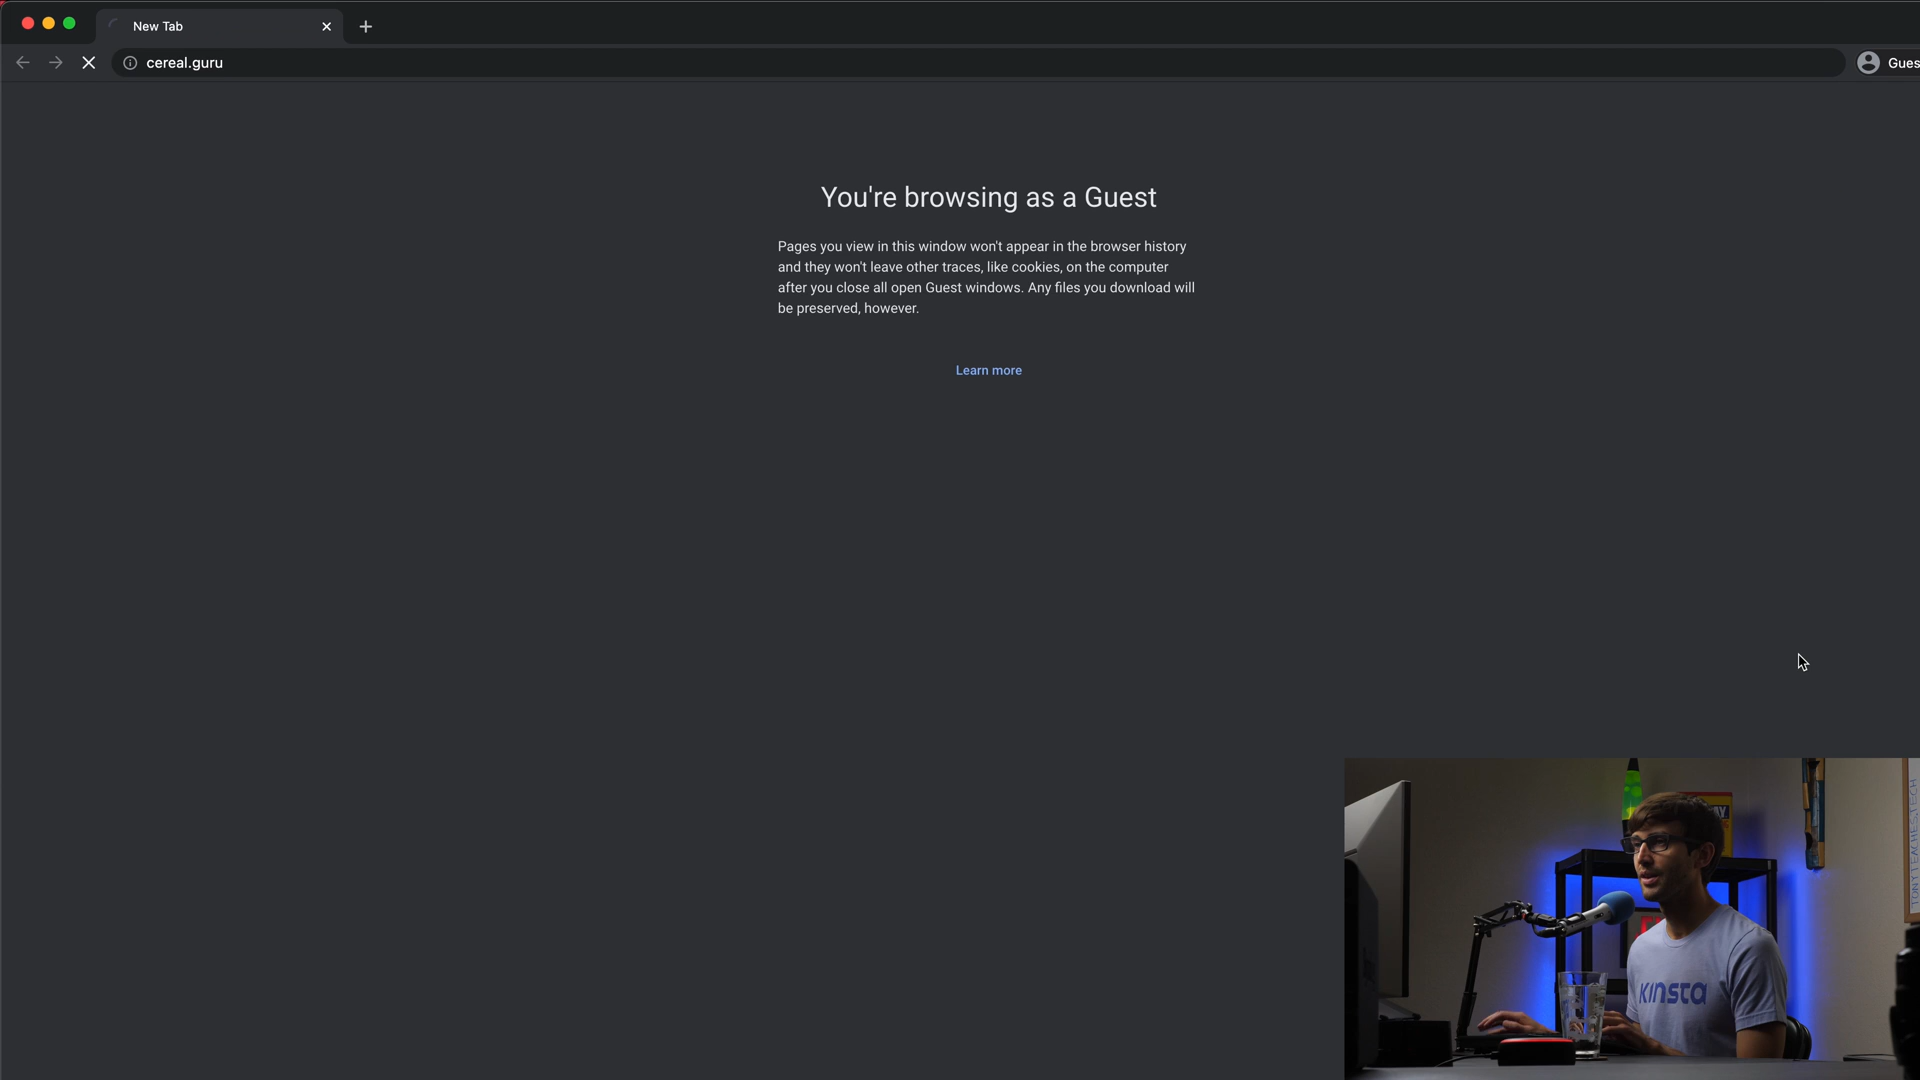 New Tab
cereal.guru
Gues
You're browsing as a Guest
Pages you view in this window won't appear in the browser history
and they won't leave other traces, like cookies, on the computer
after you close all open Guest windows. Any files you download will
be preserved, however.
Learn more
TONYTEACHES.TECH
KINSTA